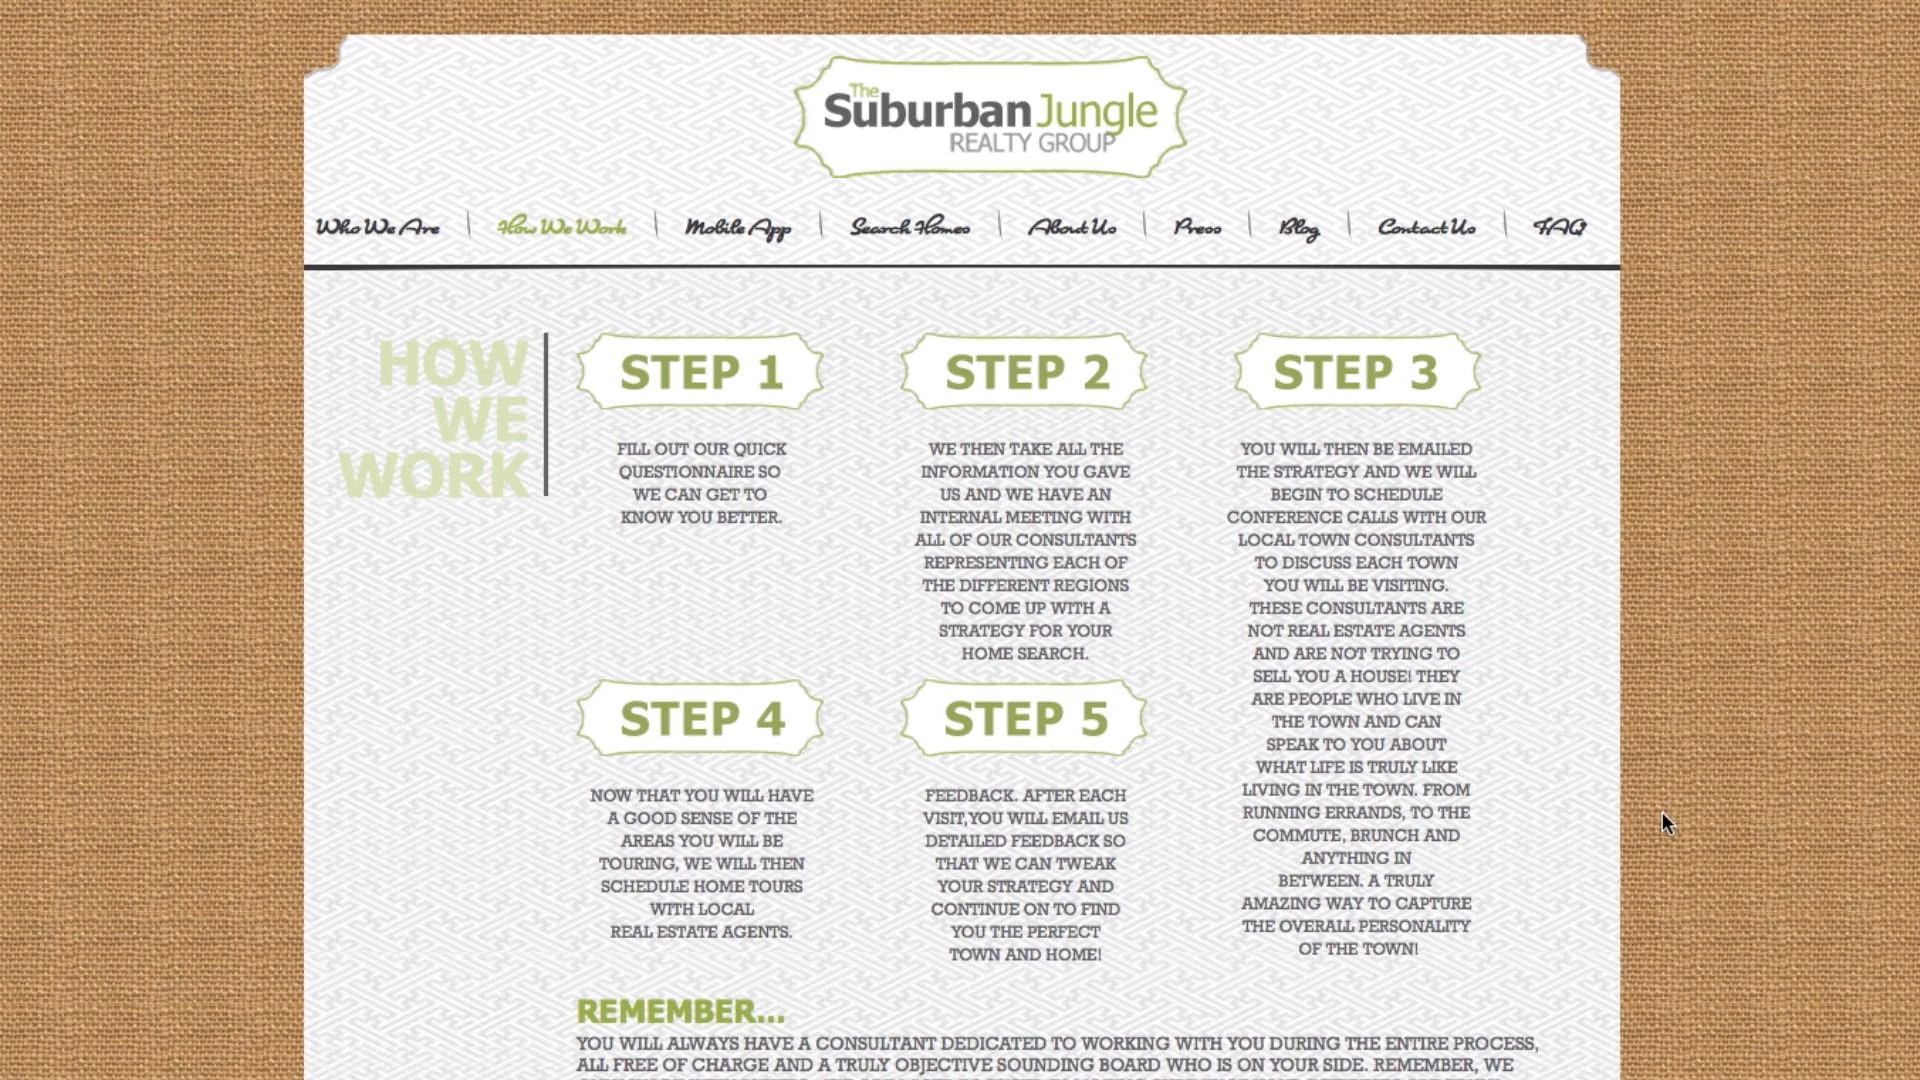 The
Suburban Jungle
REALTY GROUP
Who We Are
How We Work
Mobile App
Search Homes
About Us
Press
Blog
Contact Us
FAQ
HOW
WE
WORK
STEP 1
FILL OUT OUR QUICK
QUESTIONNAIRE SO
WE CAN GET TO
KNOW YOU BETTER.
STEP 2
WE THEN TAKE ALL THE
INFORMATION YOU GAVE
US AND WE HAVE AN
INTERNAL MEETING WITH
ALL OF OUR CONSULTANTS
REPRESENTING EACH OF
THE DIFFERENT REGIONS
TO COME UP WITH A
STRATEGY FOR YOUR
HOME SEARCH.
STEP 3
YOU WILL THEN BE EMAILED
THE STRATEGY AND WE WILL
BEGIN TO SCHEDULE
CONFERENCE CALLS WITH OUR
LOCAL TOWN CONSULTANTS
TO DISCUSS EACH TOWN
YOU WILL BE VISITING.
THESE CONSULTANTS ARE
NOT REAL ESTATE AGENTS
AND ARE NOT TRYING TO
SELL YOU A HOUSE! THEY
ARE PEOPLE WHO LIVE IN
THE TOWN AND CAN
SPEAK TO YOU ABOUT
WHAT LIFE IS TRULY LIKE
LIVING IN THE TOWN. FROM
RUNNING ERRANDS, TO THE
COMMUTE, BRUNCH AND
ANYTHING IN
BETWEEN. A TRULY
AMAZING WAY TO CAPTURE
THE OVERALL PERSONALITY
OF THE TOWN!
STEP 4
NOW THAT YOU WILL HAVE
A GOOD SENSE OF THE
AREAS YOU WILL BE
TOURING, WE WILL THEN
SCHEDULE HOME TOURS
WITH LOCAL
REAL ESTATE AGENTS.
STEP 5
FEEDBACK. AFTER EACH
VISIT,YOU WILL EMAIL US
DETAILED FEEDBACK SO
THAT WE CAN TWEAK
YOUR STRATEGY AND
CONTINUE ON TO FIND
YOU THE PERFECT
TOWN AND HOME!
REMEMBER...
YOU WILL ALWAYS HAVE A CONSULTANT DEDICATED TO WORKING WITH YOU DURING THE ENTIRE PROCESS,
ALL FREE OF CHARGE AND A TRULY OBJECTIVE SOUNDING BOARD WHO IS ON YOUR SIDE. REMEMBER, WE